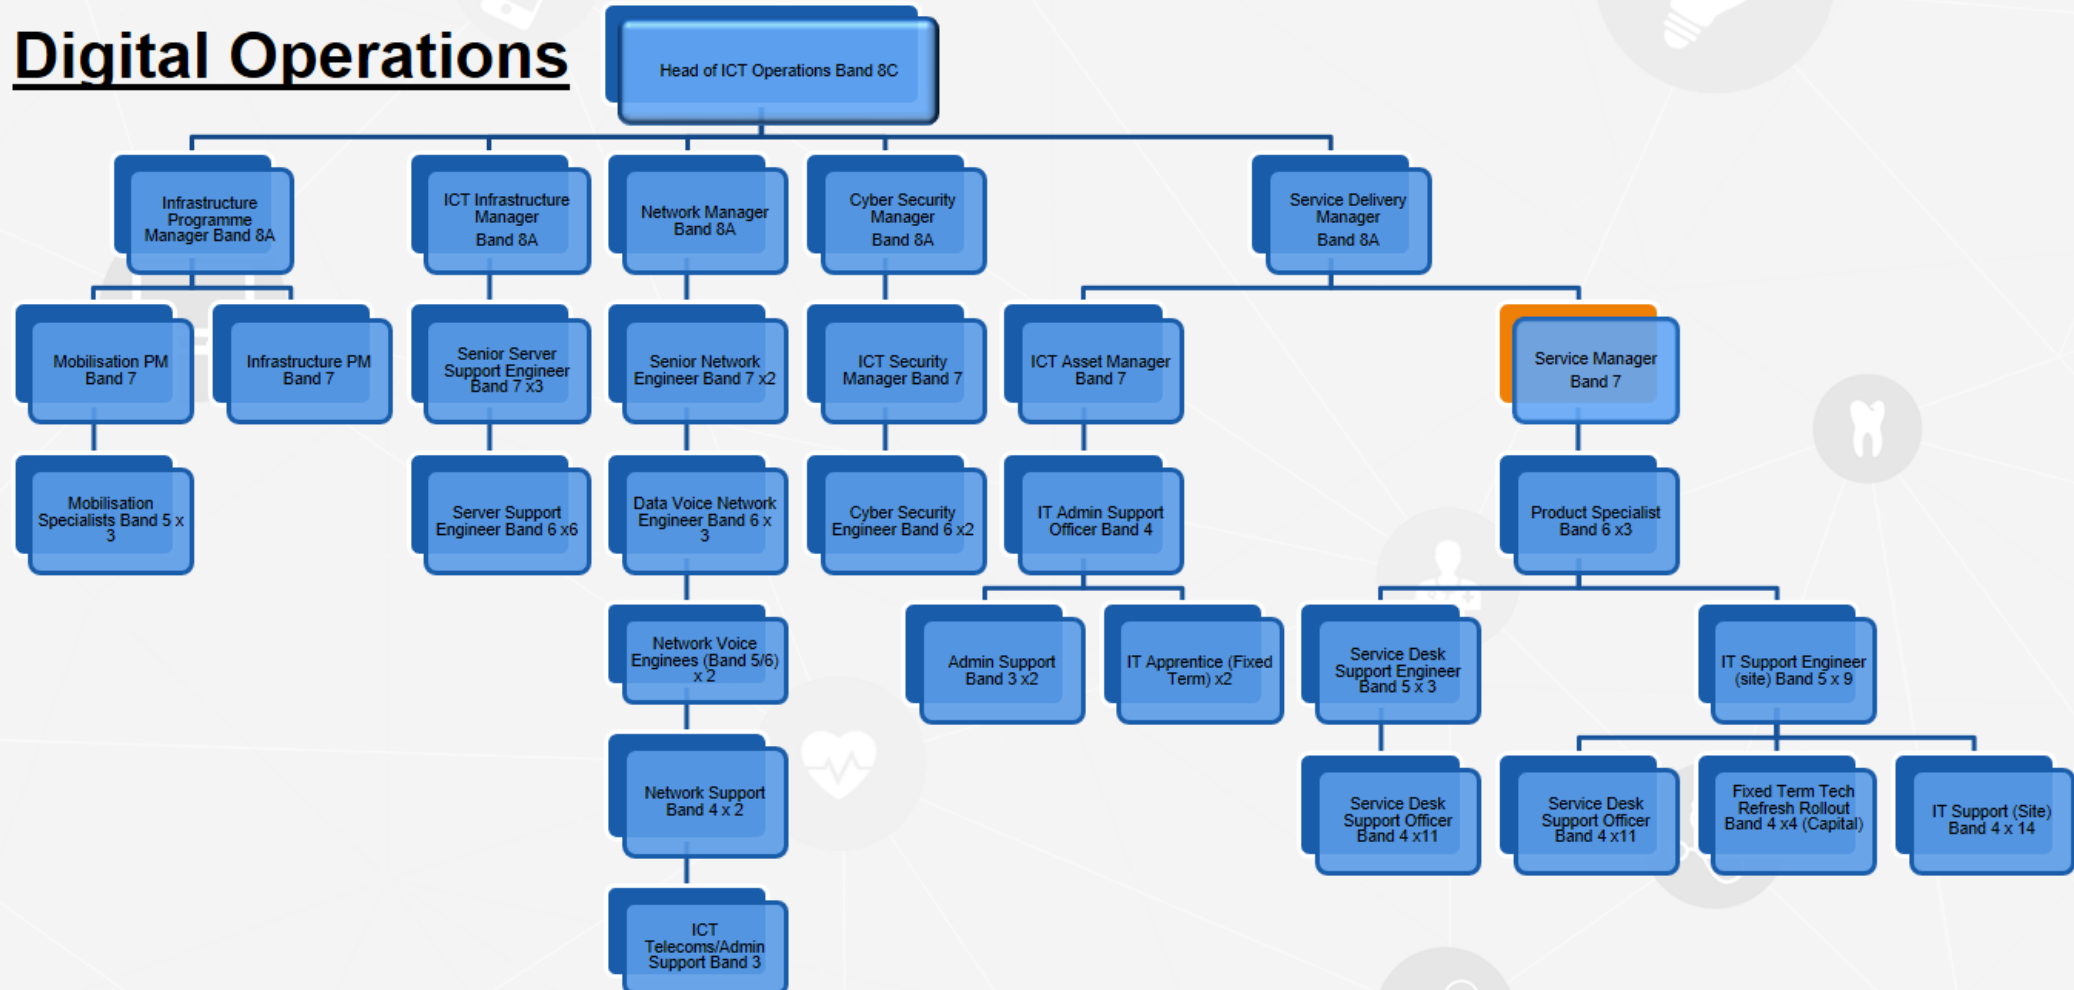 Digital Operations
Head of ICT Operations Band 8C
Infrastructure
Programme
Manager Band 8A
ICT Infrastructure
Manager
Band 8A
Network Manager
Band 8A
Cyber Security
Manager
Band 8A
Service Delivery
Manager
Band 8A
Mobilisation PM
Band 7
Infrastructure PM
Band 7
Senior Server
Support Engineer
Band 7 x3
Senior Network
Engineer Band 7 x2
ICT Security
Manager Band 7
ICT Asset Manager
Band 7
Service Manager
Band 7
Mobilisation
Specialists Band 5 x
3
Server Support
Engineer Band 6 x6
Data Voice Network
Engineer Band 6 x
3
Cyber Security
Engineer Band 6 x2
IT Admin Support
Officer Band 4
Product Specialist
Band 6 x3
Network Voice
Enginees (Band 5/6)
x 2
Admin Support
Band 3 x2
IT Apprentice (Fixed
Term) x2
Service Desk
Support Engineer
Band 5 x 3
IT Support Engineer
(site) Band 5 x 9
Network Support
Band 4 x 2
Service Desk
Support Officer
Band 4 x11
Service Desk
Support Officer
Band 4 x11
Fixed Term Tech
Refresh Rollout
Band 4 x4 (Capital)
IT Support (Site)
Band 4 x 14
ICT
Telecoms/Admin
Support Band 3